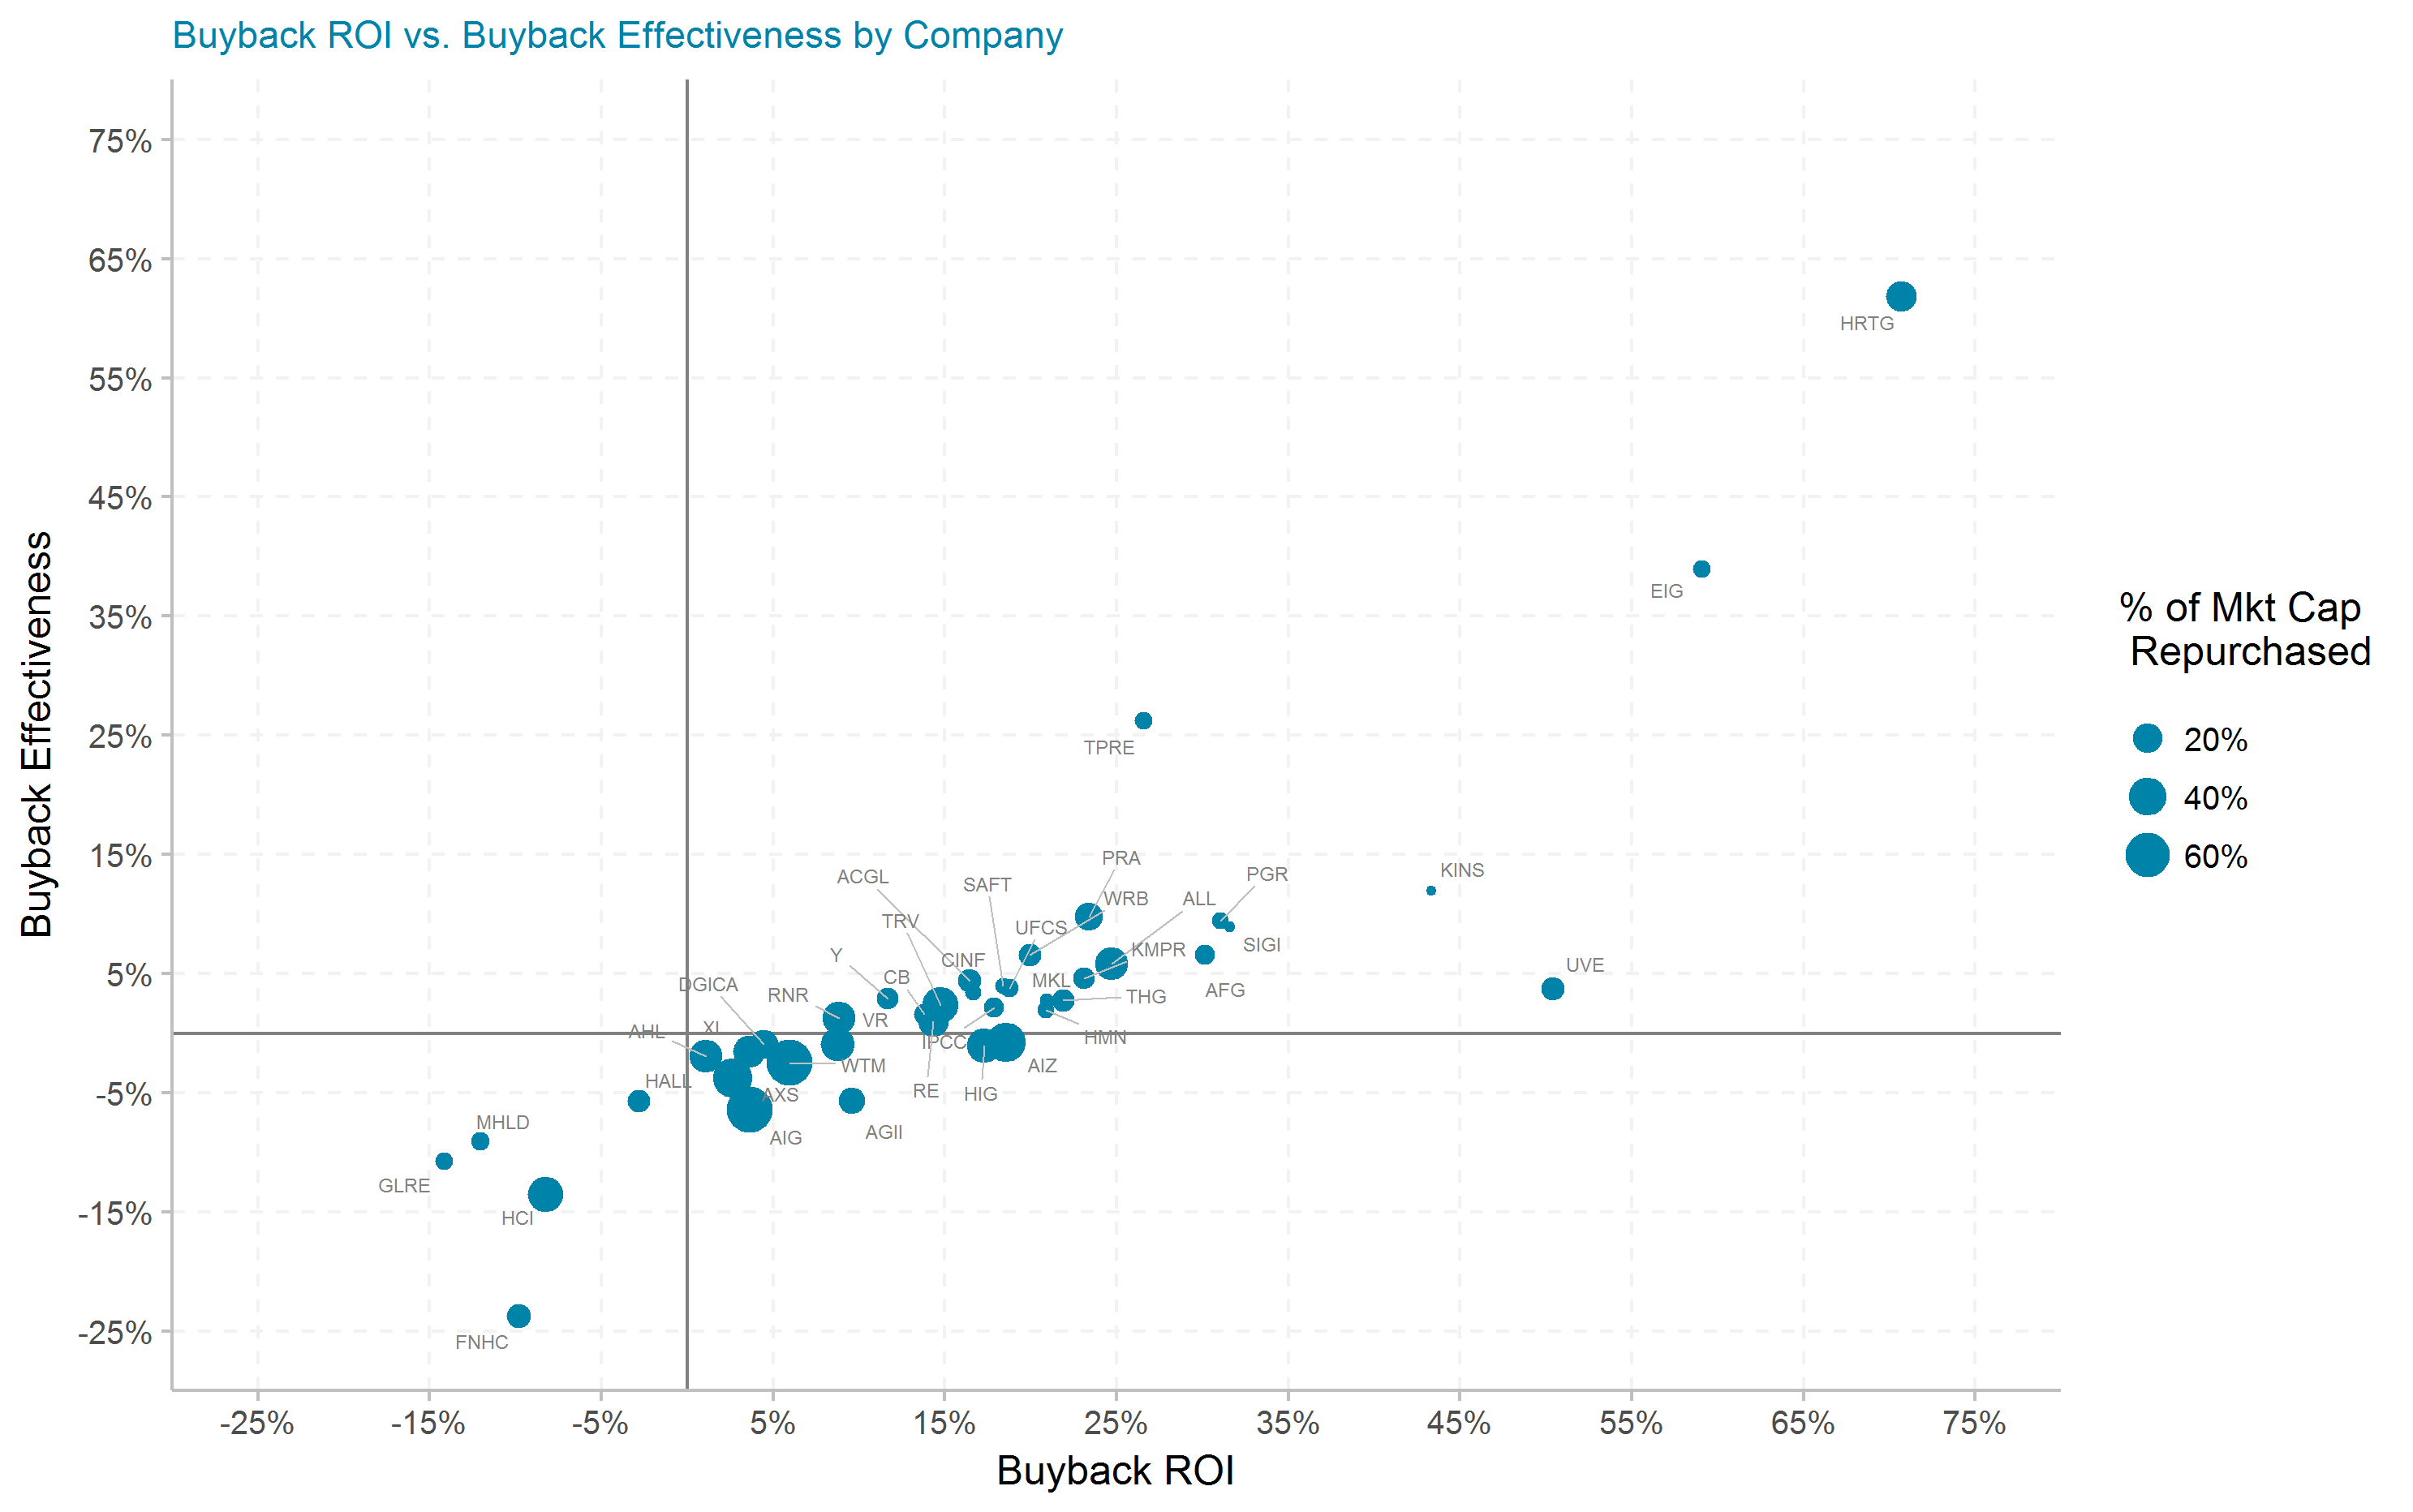 Buyback ROI vs. Buyback Effectiveness by Company
Buyback Effectiveness
75%
65%
55%
45%
35%
25%
15%
5%
-5%
-15%
-25%
HRTG
EIG
TPRE
PRA
KINS
PGR
ACGL
SAFT
WRB
ALL
TRV
UFCS
SIGI
KMPR
Y
CINF
UVE
CB
MKL
DGICA
AFG
RNR
THG
VR
XL
AHL
IPCC
HMN
WTM
AIZ
HALL
RE
HIG
AXS
MHLD
AGII
AIG
GLRE
HCI
FNHC
-25%
-15%
-5%
5%
15%
25%
35%
45%
55%
65%
75%
Buyback ROI
% of Mkt Cap
Repurchased
20%
40%
60%